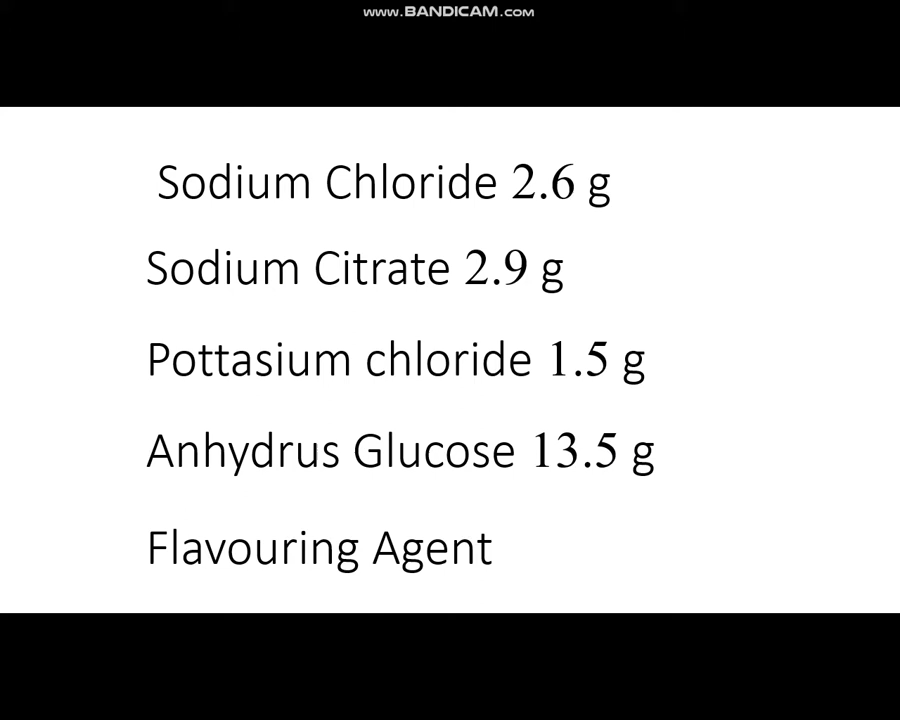 WWW.BANDICAM.COM
Sodium Chloride 2.6 g
Sodium Citrate 2.9 g
Pottasium chloride 1.5 g
Anhydrus Glucose 13.5 g
Flavouring Agent